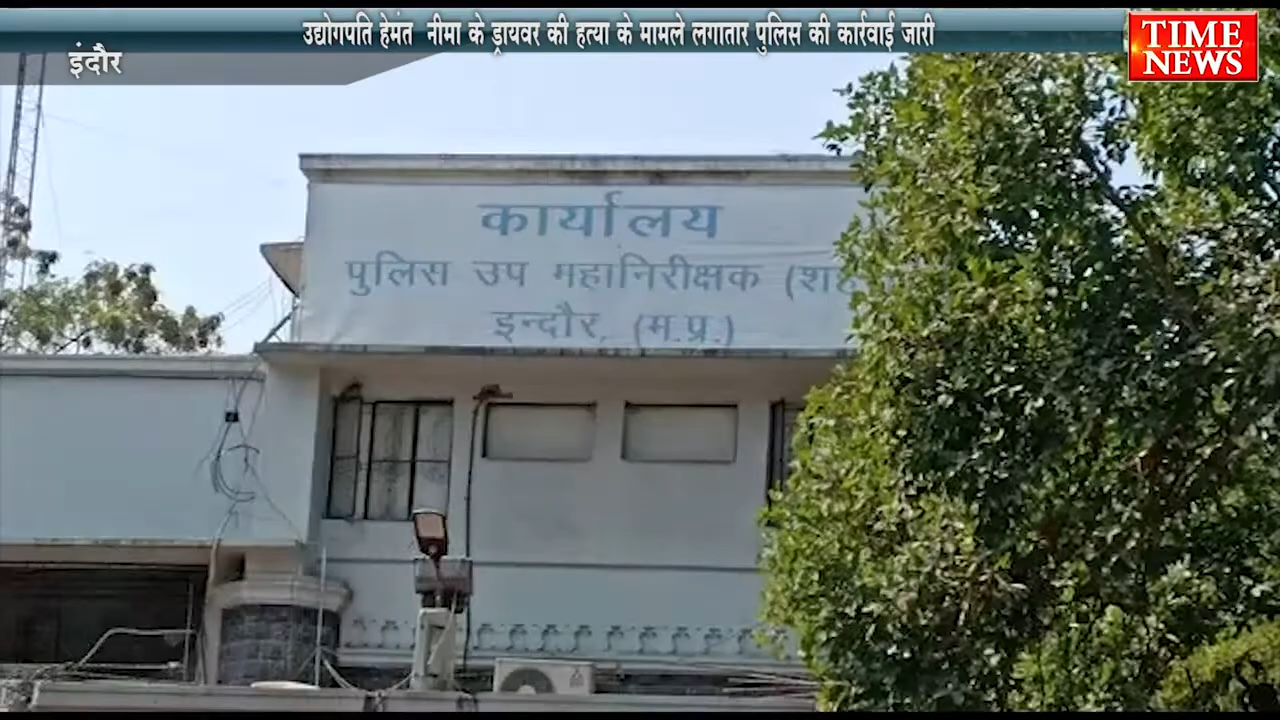 उद्योगपति हेमंत नीमा के ड्रायवर की हत्या के मामले लगातार पुलिस की कार्रवाई जारी
इंदौर
TIME
NEWS
कार्यालय
पुलिस उप महानिरीक्षक
इन्दौर, (म.प्र.)